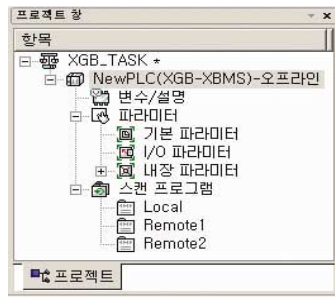 프로젝트 창
항목
XGB_TASK *
NewPLC(XGB-XBMS)-오프라인
변수/설명
파라미터
기본 파라미터
I/O 파라미터
내장 파라미터
스캔 프로그램
Local
Remote1
Remote2
프로젝트